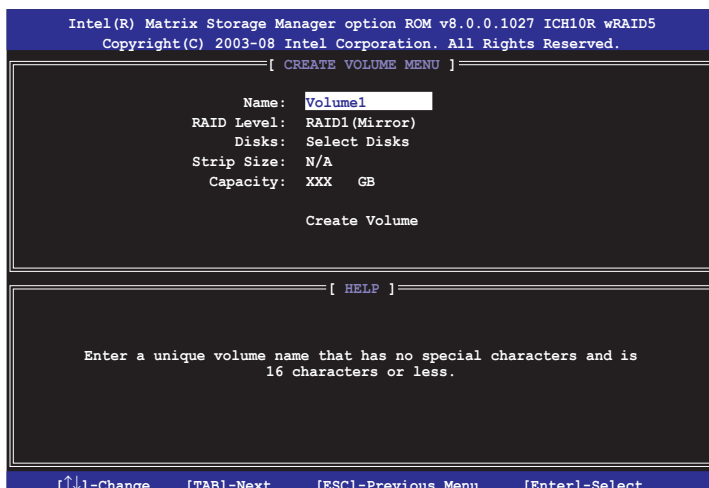 Intel(R) Matrix Storage Manager option ROM v8.0.0.1027 ICH10R wRAID5
Copyright(C) 2003-08 Intel Corporation. All Rights Reserved.
[ CREATE VOLUME MENU ]
Name: Volume1
RAID Level: RAID1(Mirror)
Disks: Select Disks
Strip Size: N/A
Capacity: XXX GB
Create Volume
[ HELP ]
Enter a unique volume name that has no special characters and is
16 characters or less.
[↑↓]-Change [TAB]-Next [ESC]-Previous Menu [Enter]-Select